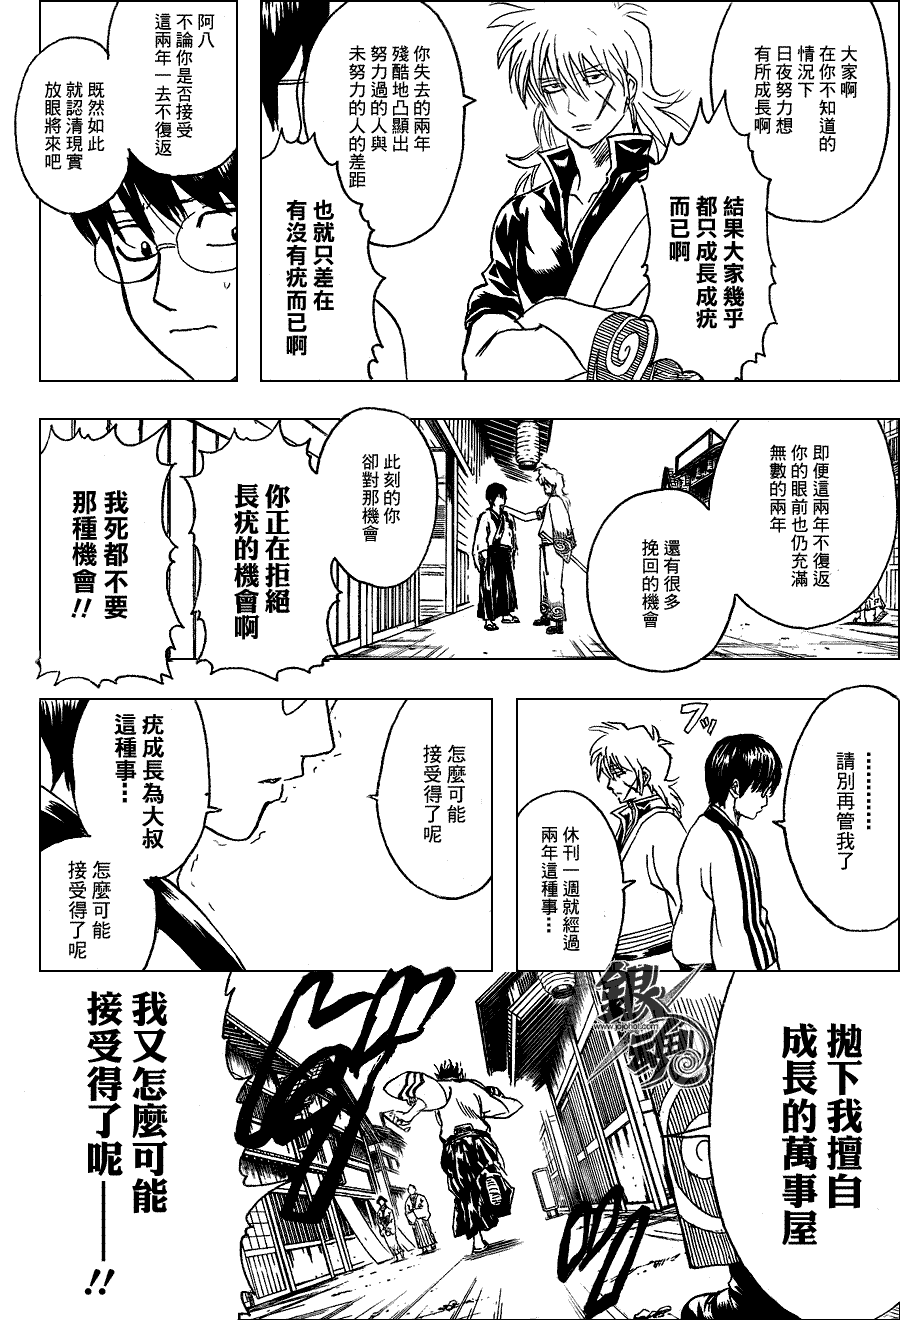 大家啊
在你不知道的
情況下
日夜努力想
有所成長啊
結果大家幾乎
都只成長成疣
而已啊
你失去的兩年
殘酷地凸顯出
努力過的人與
未努力的人的差距
也就只差在
有沒有疣而已啊
阿八
不論你是否接受
這兩年一去不復返
既然如此
就認清現實
放眼將來吧
即便這兩年不復返
你的眼前也仍充滿
無數的兩年
還有很多
挽回的機會
此刻的你
卻對那機會
你正在拒絕
長疣的機會啊
我死都不要
那種機會!!
フッ
…………
請別再管我了
休刊一週就經過
兩年這種事…
怎麼可能
接受得了呢
疣成長為大叔
這種事…
怎麼可能
接受得了呢
拋下我擅自
成長的萬事屋
銀魂
www.jojohot.com
我又怎麼可能
接受得了呢——!!